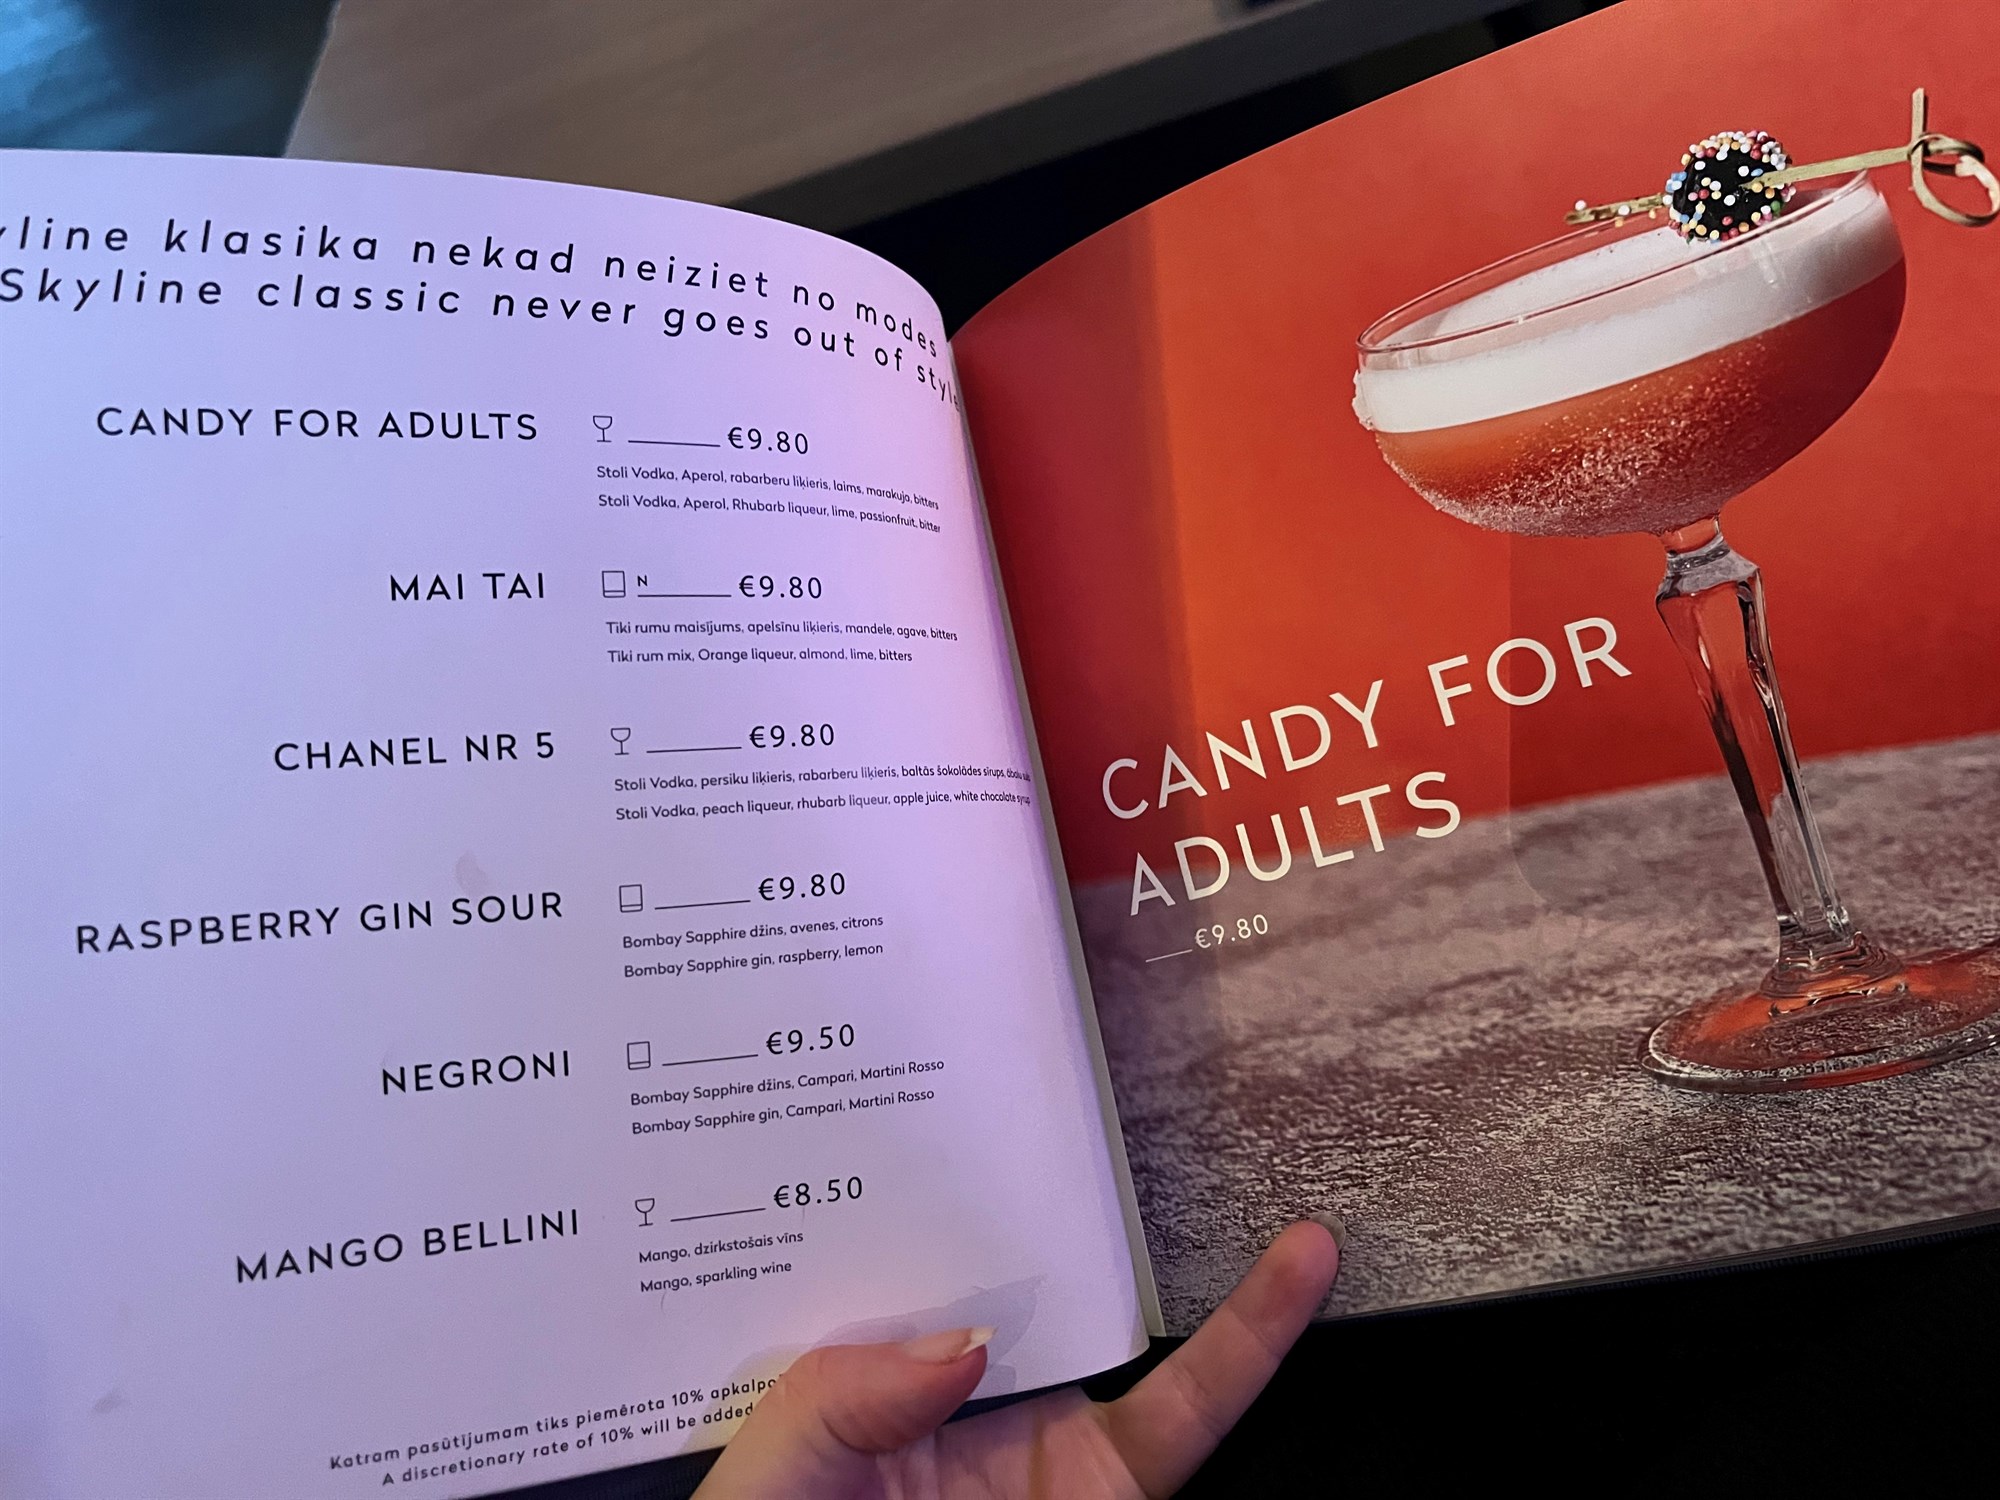 line klasika nekad neiziet no modes
Skyline classic never goes out of style
CANDY FOR ADULTS €9.80
Stoli Vodka, Aperol, rabarberu liķieris, laims, marakuja, bitters
Stoli Vodka, Aperol, Rhubarb liqueur, lime, passionfruit, bitter
MAI TAI N €9.80
Tiki rumu maisījums, apelsīnu liķieris, mandele, agave, bitters
Tiki rum mix, Orange liqueur, almond, lime, bitters
CHANEL NR 5 €9.80
Stoli Vodka, persiku liķieris, rabarberu liķieris, baltās šokolādes sīrups,
Stoli Vodka, peach liqueur, rhubarb liqueur, apple juice, white chocolate
RASPBERRY GIN SOUR €9.80
Bombay Sapphire džins, avenes, citrons
Bombay Sapphire gin, raspberry, lemon
NEGRONI €9.50
Bombay Sapphire džins, Campari, Martini Rosso
Bombay Sapphire gin, Campari, Martini Rosso
MANGO BELLINI €8.50
Mango, dzirkstošais vīns
Mango, sparkling wine
Katram pasūtījumam tiks piemērota 10%
A discretionary rate of 10% will be added
CANDY FOR
ADULTS
€9.80